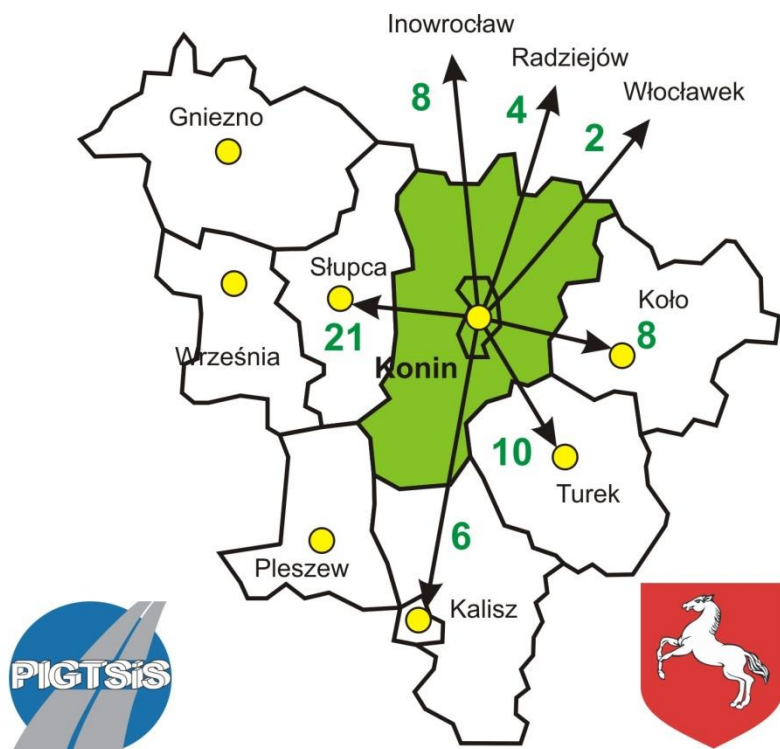 Inowrocław
8
Radziejów
4
Włocławek
2
Gniezno
Słupca
21
Koło
8
Września
Konin
10
Turek
6
Pleszew
Kalisz
PIGTSiS